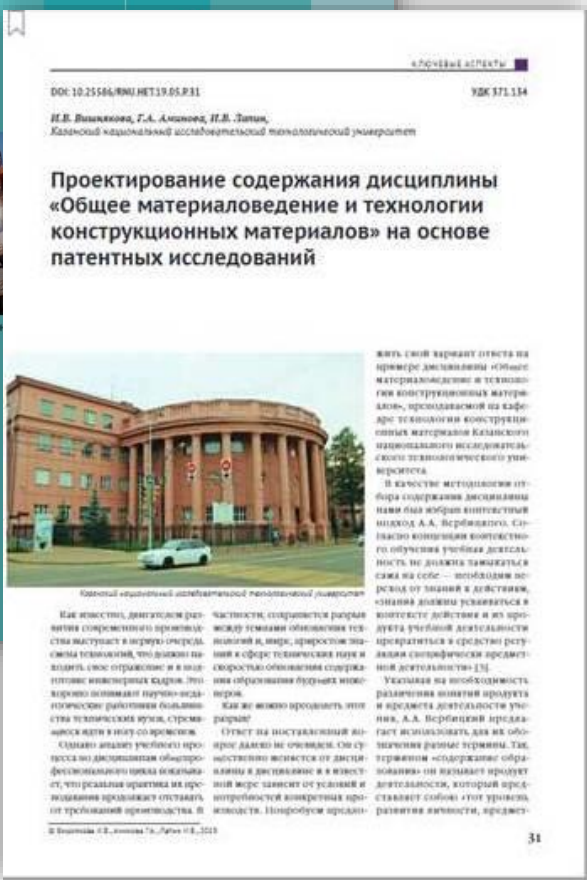 КЛЮЧЕВЫЕ АСПЕКТЫ
DOI: 10.25586/RNU.HET.19.05.P.31
УДК 371.134
И.В. Вишнякова, Г.А. Аминова, И.В. Лапин,
Казанский национальный исследовательский технологический университет
Проектирование содержания дисциплины
«Общее материаловедение и технологии
конструкционных материалов» на основе
патентных исследований
Казанский национальный исследовательский технологический университет
Как известно, двигателем раз-
вития современного производ-
ства выступает в первую очередь
смена технологий, что должно на-
ходить свое отражение и в под-
готовке инженерных кадров. Это
хорошо понимают научно-педа-
гогические работники большин-
ства технических вузов, стремя-
щиеся идти в ногу со временем.
Однако анализ учебного про-
цесса по дисциплинам общепро-
фессионального цикла показыва-
ет, что реальная практика их пре-
подавания продолжает отставать
от требований производства. В
частности, сохраняется разрыв
между темпами обновления тех-
нологий и, шире, приростом зна-
ний в сфере технических наук и
скоростью обновления содержа-
ния образования будущих инже-
неров.
Как же можно преодолеть этот
разрыв?
Ответ на поставленный во-
прос далеко не очевиден. Он су-
щественно меняется от дисци-
плины к дисциплине и в извест-
ной мере зависит от условий и
потребностей конкретных про-
изводств. Попробуем предло-
жить свой вариант ответа на
примере дисциплины «Общее
материаловедение и техноло-
гии конструкционных матери-
алов», преподаваемой на кафе-
дре технологии конструкци-
онных материалов Казанского
национального исследователь-
ского технологического уни-
верситета.
В качестве методологии от-
бора содержания дисциплины
нами был избран контекстный
подход А.А. Вербицкого. Со-
гласно концепции контекстно-
го обучения учебная деятель-
ность не должна замыкаться
сама на себе — необходим пе-
реход от знаний к действиям,
«знания должны усваиваться в
контексте действия и из про-
дукта учебной деятельности
превратиться в средство регу-
ляции специфически предмет-
ной деятельности» [3].
Указывая на необходимость
различения понятий продукта
и предмета деятельности уче-
ния, А.А. Вербицкий предла-
гает использовать для их обо-
значения разные термины. Так,
термином «содержание обра-
зования» он называет продукт
деятельности, который пред-
ставляет собою «тот уровень
развития личности, предмет-
© Вишнякова И.В., Аминова Г.А., Лапин И.В., 2019
31